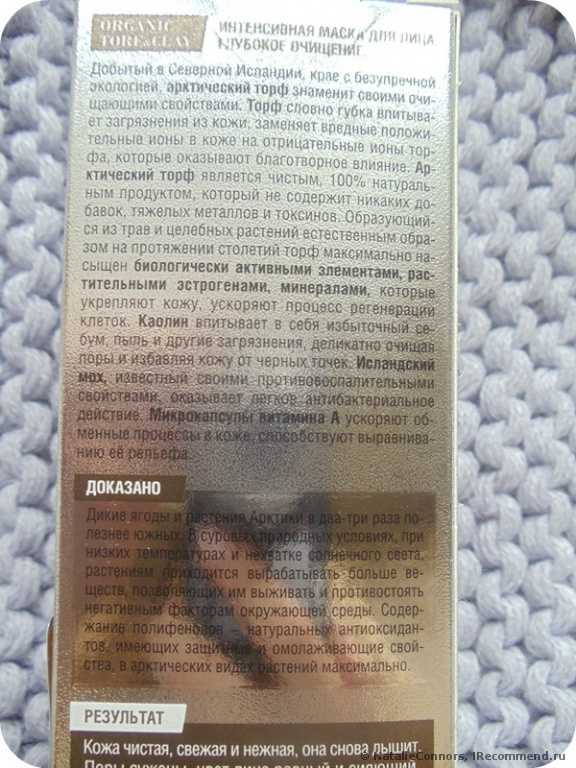 ORGANIC
TORF&CLAY
ИНТЕНСИВНАЯ МАСКА ДЛЯ ЛИЦА
ГЛУБОКОЕ ОЧИЩЕНИЕ
Добытый в Северной Исландии, крае с безупречной
экологией, арктический торф знаменит своими очи-
щающими свойствами. Торф словно губка впитыва-
ет загрязнения из кожи, заменяет вредные положи-
тельные ионы в коже на отрицательные ионы тор-
фа, которые оказывают благотворное влияние. Ар-
ктический торф является чистым, 100% натураль-
ным продуктом, который не содержит никаких до-
бавок, тяжелых металлов и токсинов. Образующий-
ся из трав и целебных растений естественным обра-
зом на протяжении столетий торф максимально на-
сыщен биологически активными элементами, рас-
тительными эстрогенами, минералами, которые
укрепляют кожу, ускоряют процесс регенерации
клеток. Каолин впитывает в себя избыточный се-
бум, пыль и другие загрязнения, деликатно очищая
поры и избавляя кожу от черных точек. Исландский
мох, известный своими противовоспалительными
свойствами, оказывает легкое антибактериальное
действие. Микрокапсулы витамина А ускоряют об-
менные процессы в коже, способствуют выравнива-
нию её рельефа.
ДОКАЗАНО
Дикие ягоды и растения Арктики в два-три раза по-
лезнее южных. В суровых природных условиях, при
низких температурах и нехватке солнечного света,
растениям приходится вырабатывать больше ве-
ществ, позволяющих им выживать и противостоять
негативным факторам окружающей среды. Содер-
жание полифенолов - натуральных антиоксидан-
тов, имеющих защитные и омолаживающие свой-
ства, в арктических видах растений максимально.
РЕЗУЛЬТАТ
Кожа чистая, свежая и нежная, она снова дышит.
Поры сужены, цвет лица ровный и сияющий
© NatalieConnors, IRecommend.ru